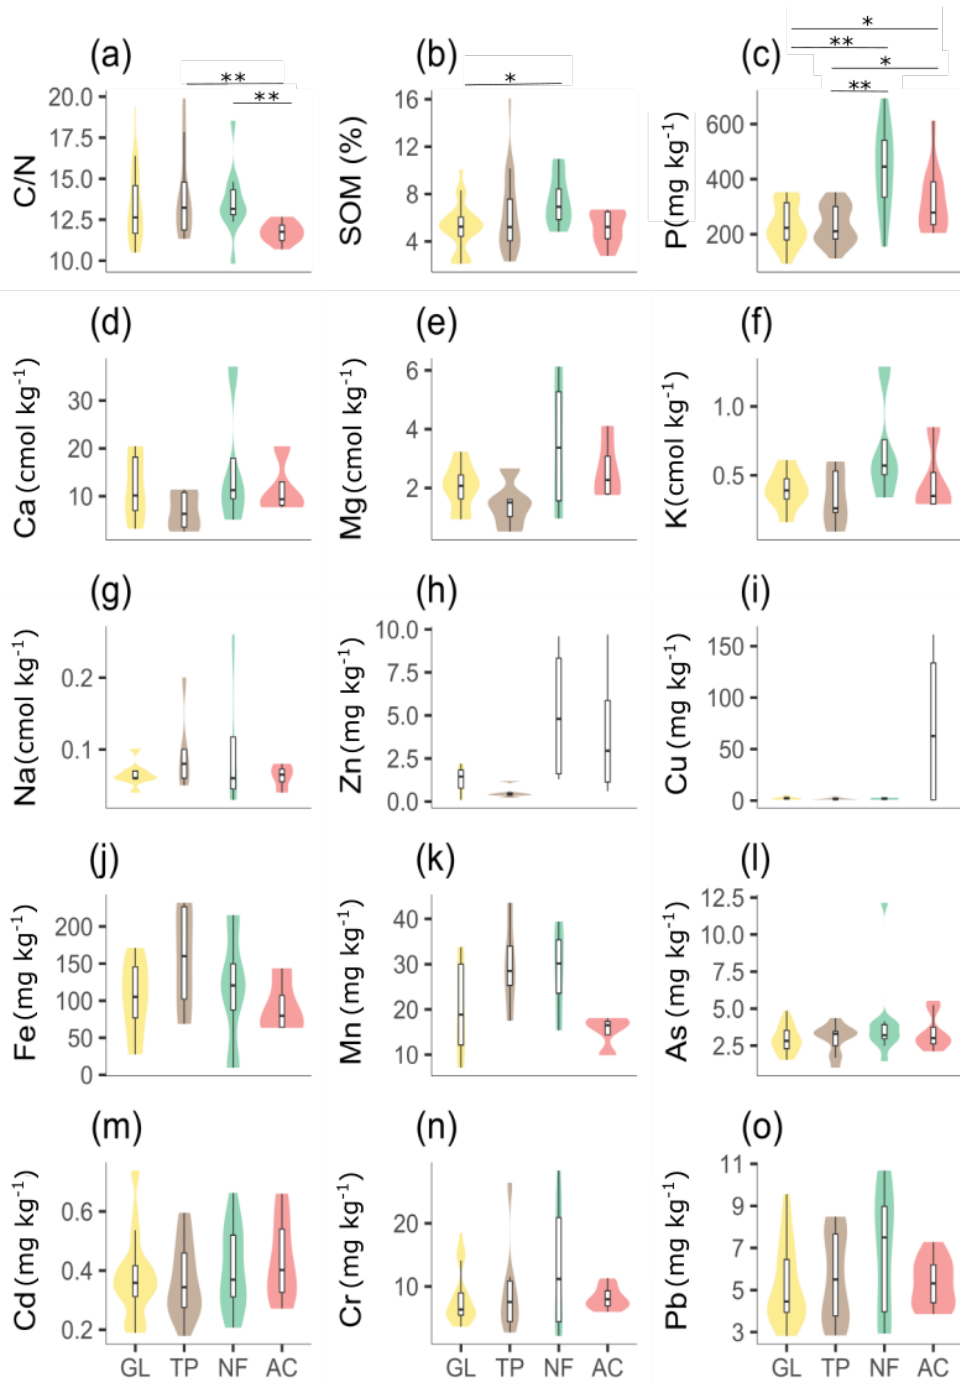 (a)
**
**
20.0
17.5
15.0
12.5
10.0
C/N
(b)
*
16
12
8
4
SOM (%)
(c)
*
**
*
**
600
400
200
P(mg kg⁻¹)
(d)
30
20
10
Ca(cmol kg⁻¹)
(e)
6
4
2
Mg(cmol kg⁻¹)
(f)
1.0
0.5
K(cmol kg⁻¹)
(g)
0.2
0.1
Na(cmol kg⁻¹)
(h)
10.0
7.5
5.0
2.5
0.0
Zn(mg kg⁻¹)
(i)
150
100
50
0
Cu(mg kg⁻¹)
(j)
200
150
100
50
0
Fe(mg kg⁻¹)
(k)
40
30
20
10
Mn(mg kg⁻¹)
(l)
12.5
10.0
7.5
5.0
2.5
As(mg kg⁻¹)
(m)
0.6
0.4
0.2
Cd(mg kg⁻¹)
GL TP NF AC
(n)
20
10
Cr(mg kg⁻¹)
GL TP NF AC
(o)
11
9
7
5
3
Pb(mg kg⁻¹)
GL TP NF AC